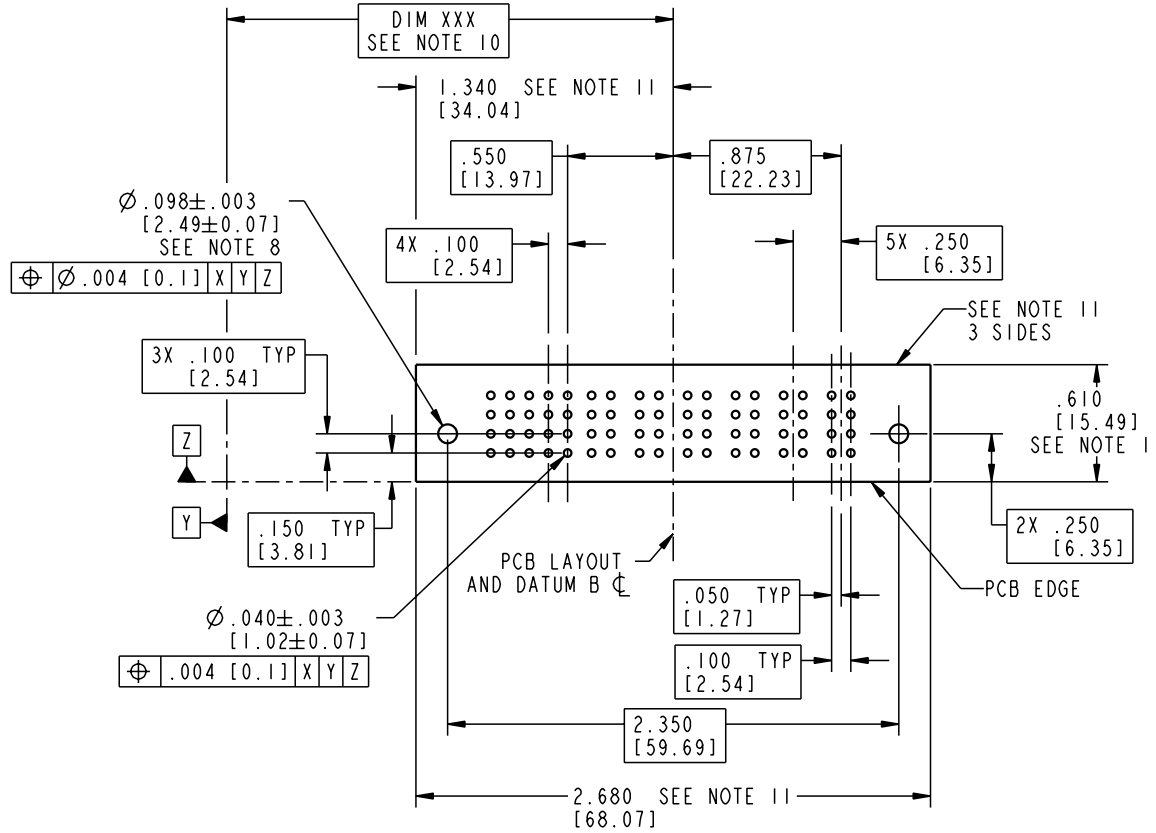 DIM XXX
SEE NOTE 10
1.340 SEE NOTE 11
[34.04]
.550
[13.97]
.875
[22.23]
Ø.098±.003
[2.49±0.07]
SEE NOTE 8
⌖ Ø.004 [0.1] X Y Z
4X .100
[2.54]
5X .250
[6.35]
SEE NOTE 11
3 SIDES
3X .100 TYP
[2.54]
.610
[15.49]
SEE NOTE 1
Z
Y
.150 TYP
[3.81]
2X .250
[6.35]
PCB LAYOUT
AND DATUM B ℄
PCB EDGE
.050 TYP
[1.27]
Ø.040±.003
[1.02±0.07]
⌖ .004 [0.1] X Y Z
.100 TYP
[2.54]
2.350
[59.69]
2.680 SEE NOTE 11
[68.07]